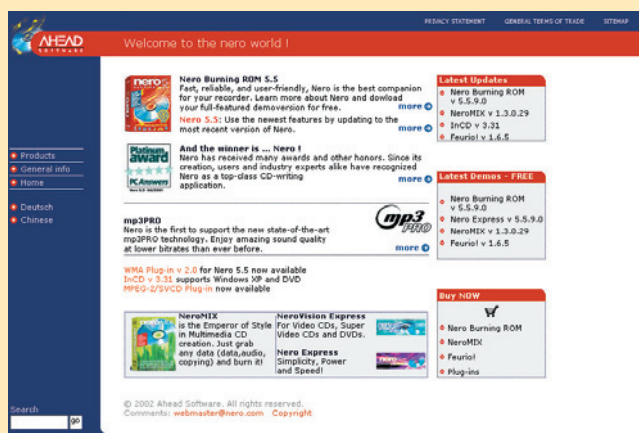 PRIVACY STATEMENT GENERAL TERMS OF TRADE SITEMAP
AHEAD
SOFTWARE
Welcome to the nero world !
Products
General info
Home
Deutsch
Chinese
Search
go
nero
Nero Burning ROM 5.5
Fast, reliable, and user-friendly, Nero is the best companion
for your recorder. Learn more about Nero and dowload
your full-featured demoversion for free.
more
Nero 5.5: Use the newest features by updating to the
most recent version of Nero.
more
Platinum
award
PC Answers
And the winner is ... Nero !
Nero has received many awards and other honors. Since its
creation, users and industry experts alike have recognized
Nero as a top-class CD-writing
application.
more
mp3PRO
Nero is the first to support the new state-of-the-art
mp3PRO technology. Enjoy amazing sound quality
at lower bitrates than ever before.
mp3
PRO
more
WMA Plug-in v 2.0 for Nero 5.5 now available
InCD v 3.31 supports Windows XP and DVD
MPEG-2/SVCD Plug-in now available
NeroMIX
is the Emperor of Style
in Multimedia CD
creation. Just grab
any data (data,audio,
copying) and burn it!
NeroVision Express
For Video CDs, Super
Video CDs and DVDs.
Nero Express
Simplicity, Power
and Speed!
Latest Updates
Nero Burning ROM
v 5.5.9.0
NeroMIX v 1.3.0.29
InCD v 3.31
Feurio! v 1.6.5
Latest Demos - FREE
Nero Burning ROM
v 5.5.9.0
Nero Express v 5.5.9.0
NeroMIX v 1.3.0.29
Feurio! v 1.6.5
Buy NOW
Nero Burning ROM
NeroMIX
Feurio!
Plug-ins
© 2002 Ahead Software. All rights reserved.
Comments: webmaster@nero.com Copyright